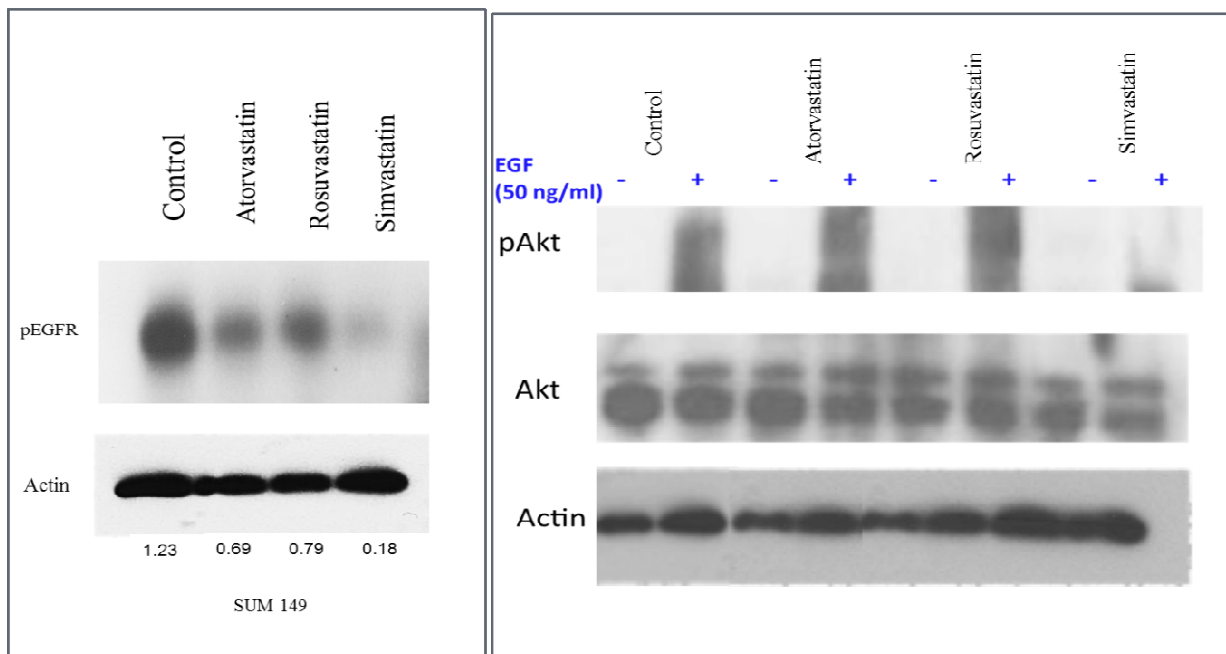 Control
Atorvastatin
Rosuvastatin
Simvastatin
pEGFR
Actin
1.23 0.69 0.79 0.18
SUM 149
Control
Atorvastatin
Rosuvastatin
Simvastatin
EGF
(50 ng/ml)
- + - + - + - +
pAkt
Akt
Actin